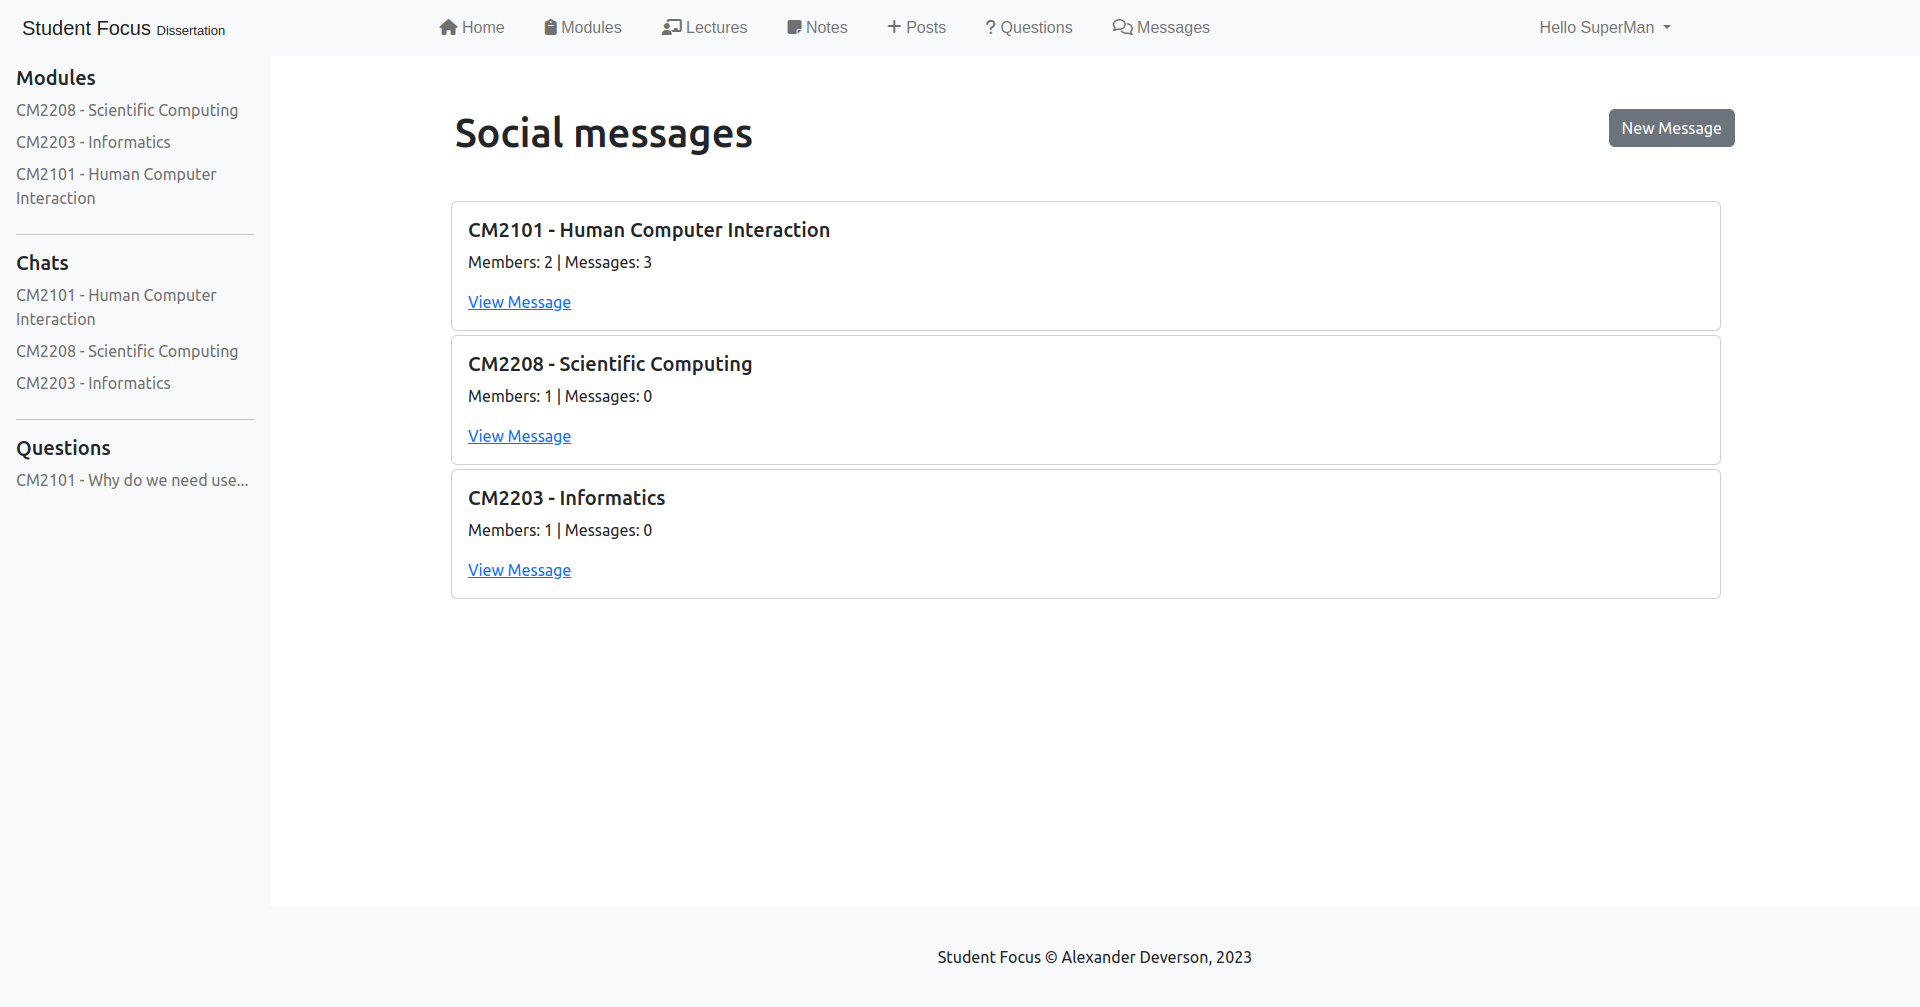 Student Focus Dissertation
Home
Modules
Lectures
Notes
Posts
Questions
Messages
Hello SuperMan
Modules
CM2208 - Scientific Computing
CM2203 - Informatics
CM2101 - Human Computer
Interaction
Chats
CM2101 - Human Computer
Interaction
CM2208 - Scientific Computing
CM2203 - Informatics
Questions
CM2101 - Why do we need use...
Social messages
New Message
CM2101 - Human Computer Interaction
Members: 2 | Messages: 3
View Message
CM2208 - Scientific Computing
Members: 1 | Messages: 0
View Message
CM2203 - Informatics
Members: 1 | Messages: 0
View Message
Student Focus © Alexander Deverson, 2023